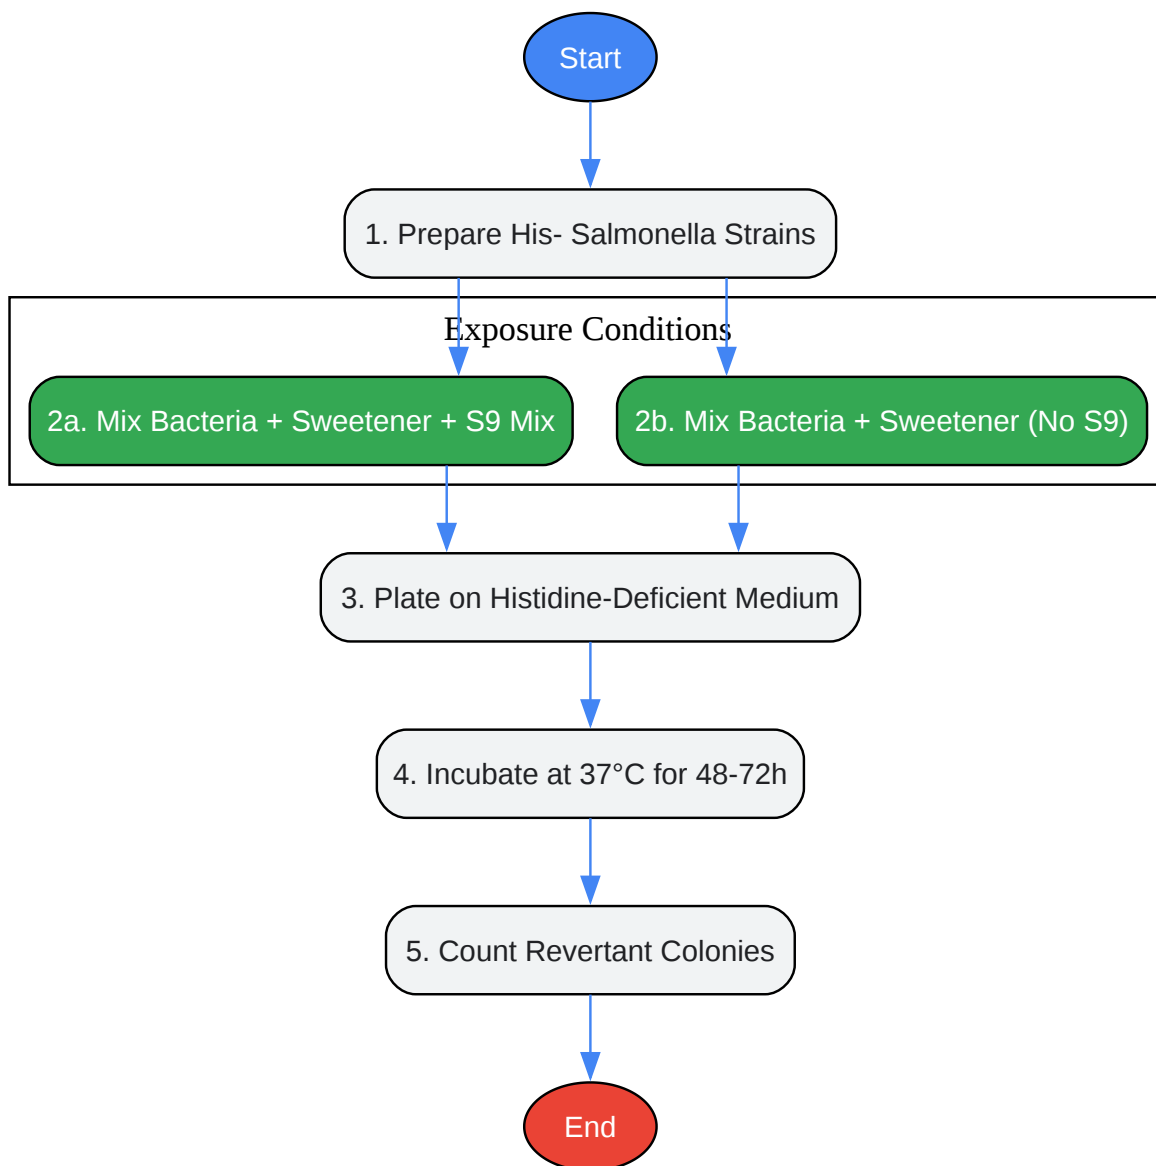 Start
1. Prepare His- Salmonella Strains
Exposure Conditions
2a. Mix Bacteria + Sweetener + S9 Mix
2b. Mix Bacteria + Sweetener (No S9)
3. Plate on Histidine-Deficient Medium
4. Incubate at 37°C for 48-72h
5. Count Revertant Colonies
End